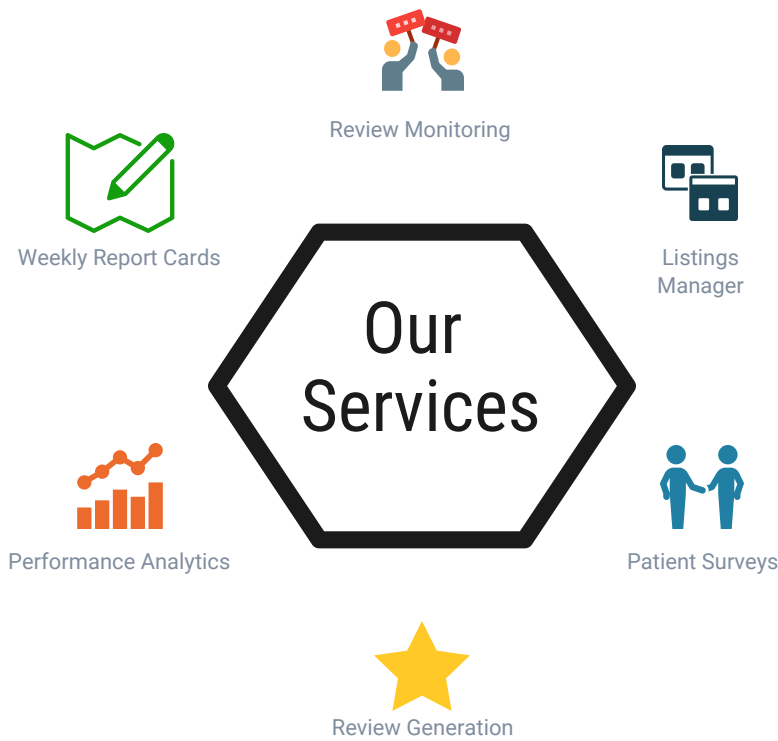 Review Monitoring
Weekly Report Cards
Listings
Manager
Our
Services
Performance Analytics
Patient Surveys
Review Generation